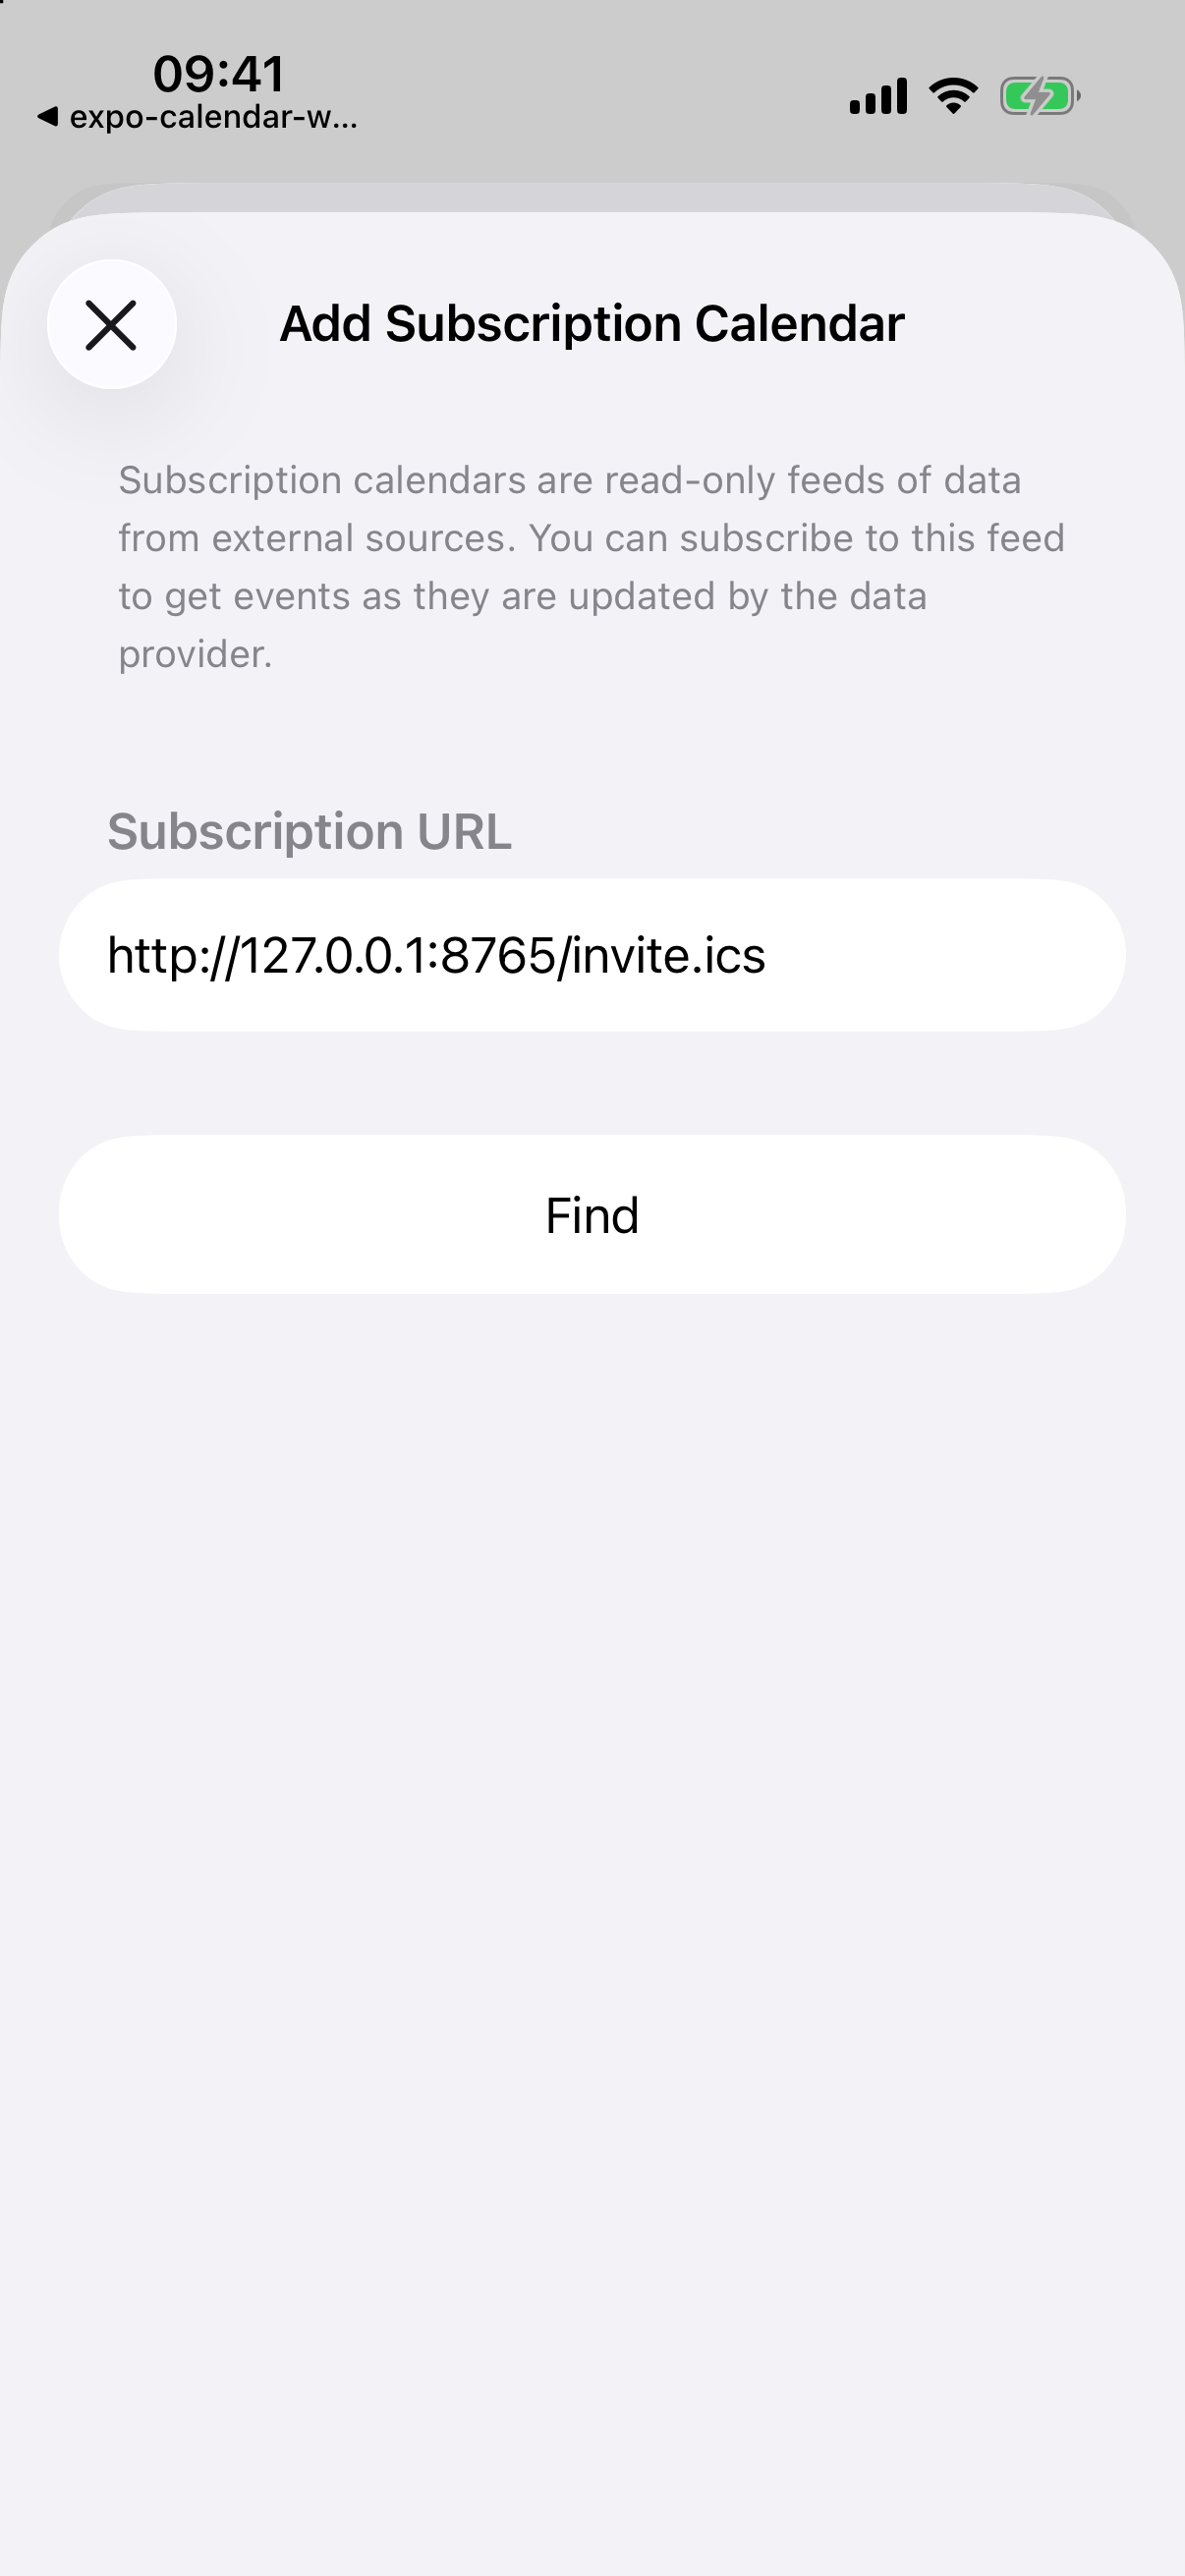 09:41
expo-calendar-w...
Add Subscription Calendar
Subscription calendars are read-only feeds of data
from external sources. You can subscribe to this feed
to get events as they are updated by the data
provider.
Subscription URL
http://127.0.0.1:8765/invite.ics
Find